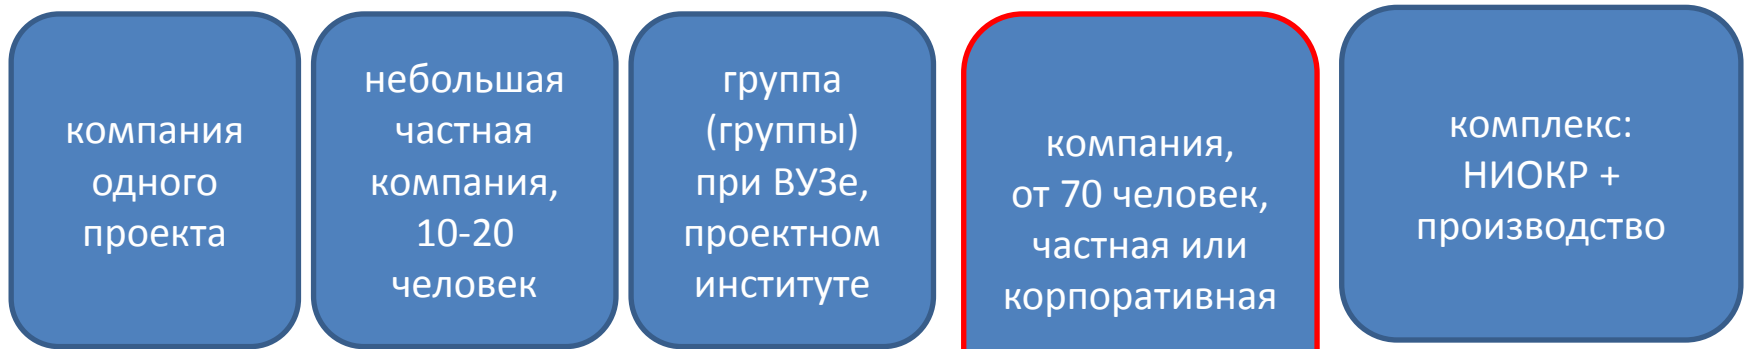 компания
одного
проекта
небольшая
частная
компания,
10-20
человек
группа
(группы)
при ВУЗе,
проектном
институте
компания,
от 70 человек,
частная или
корпоративная
комплекс:
НИОКР +
производство